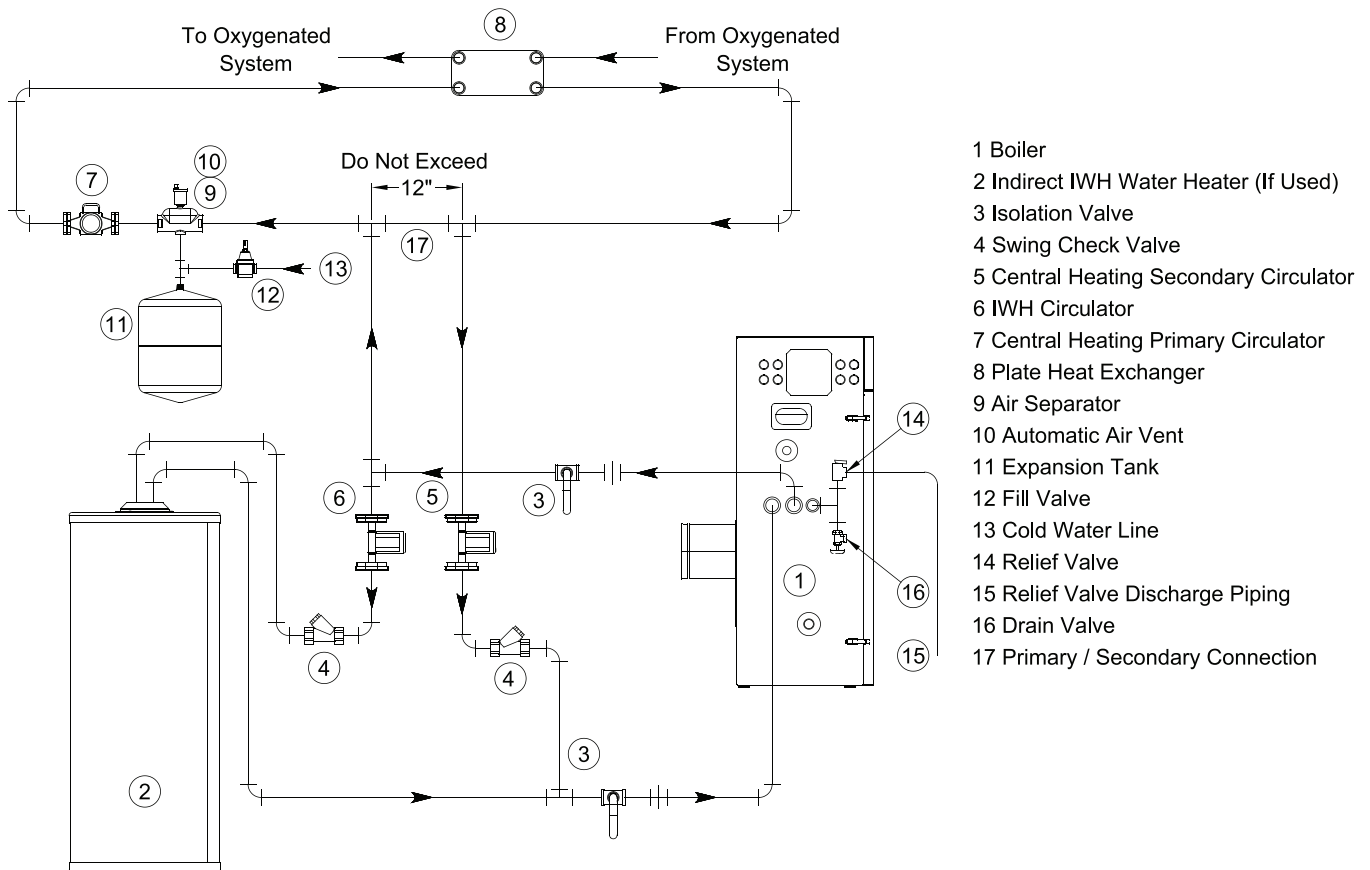 8
To Oxygenated
System
From Oxygenated
System
Do Not Exceed
12"
10
7
9
17
13
12
11
14
6
5
3
1
16
4
4
15
3
2
1 Boiler
2 Indirect IWH Water Heater (If Used)
3 Isolation Valve
4 Swing Check Valve
5 Central Heating Secondary Circulator
6 IWH Circulator
7 Central Heating Primary Circulator
8 Plate Heat Exchanger
9 Air Separator
10 Automatic Air Vent
11 Expansion Tank
12 Fill Valve
13 Cold Water Line
14 Relief Valve
15 Relief Valve Discharge Piping
16 Drain Valve
17 Primary / Secondary Connection